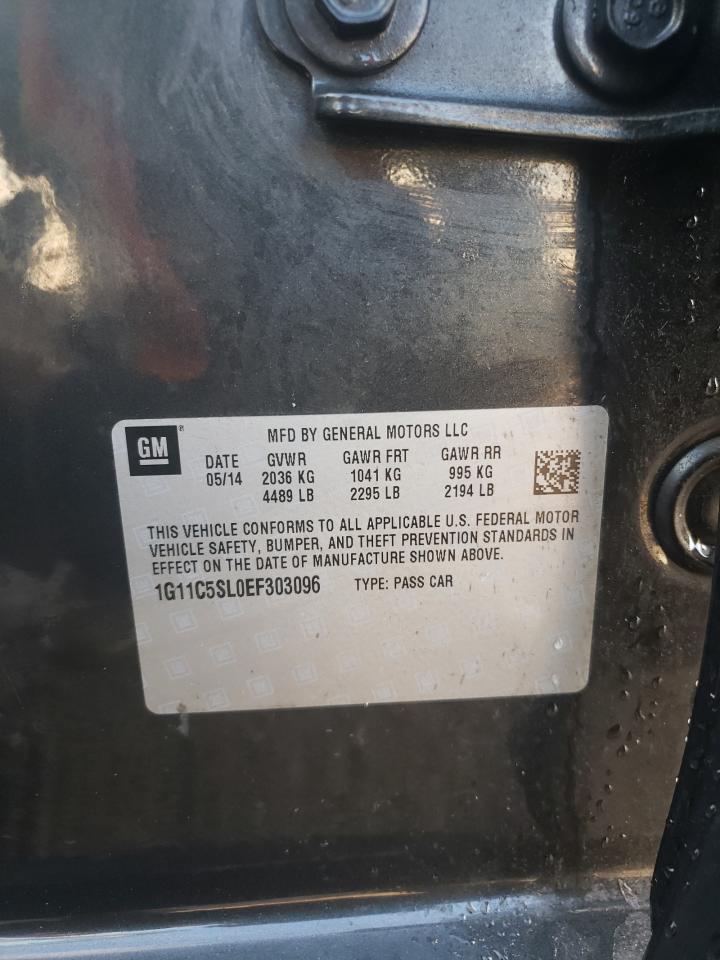 GM
MFD BY GENERAL MOTORS LLC
DATE GVWR GAWR FRT GAWR RR
05/14 2036 KG 1041 KG 995 KG
4489 LB 2295 LB 2194 LB
THIS VEHICLE CONFORMS TO ALL APPLICABLE U.S. FEDERAL MOTOR
VEHICLE SAFETY, BUMPER, AND THEFT PREVENTION STANDARDS IN
EFFECT ON THE DATE OF MANUFACTURE SHOWN ABOVE.
1G11C5SL0EF303096 TYPE: PASS CAR